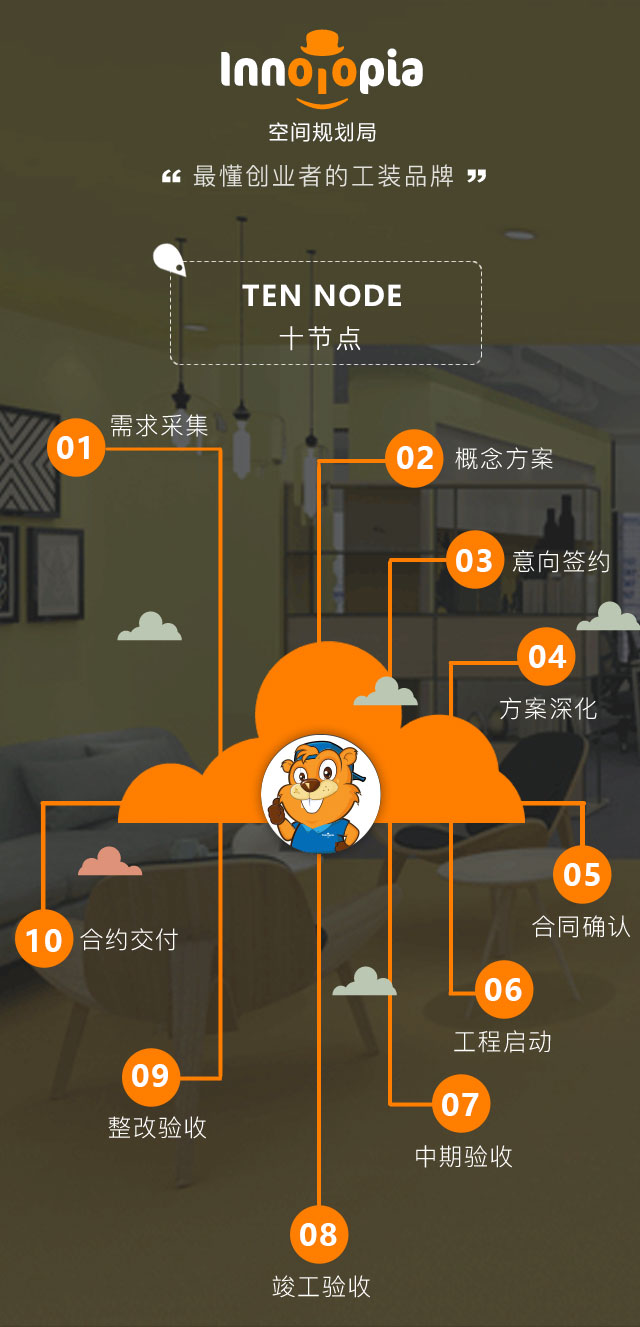 Innotopia
空间规划局
“ 最懂创业者的工装品牌 ”
TEN NODE
十节点
01 需求采集
02 概念方案
03 意向签约
04
方案深化
05
合同确认
06
工程启动
07
中期验收
08
竣工验收
09
整改验收
10 合约交付